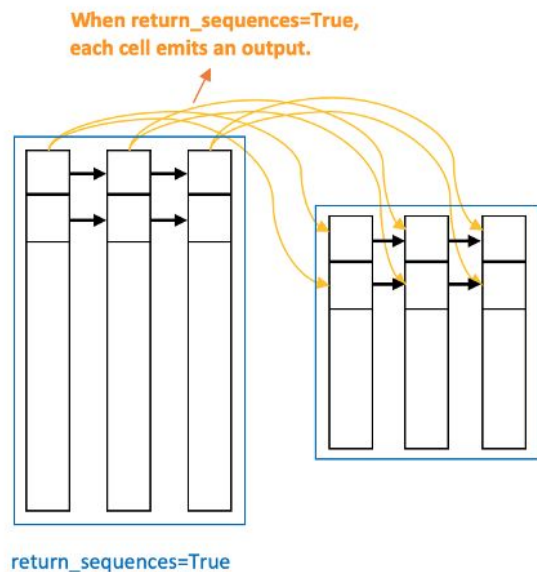 When return_sequences=True,
each cell emits an output.
return_sequences=True